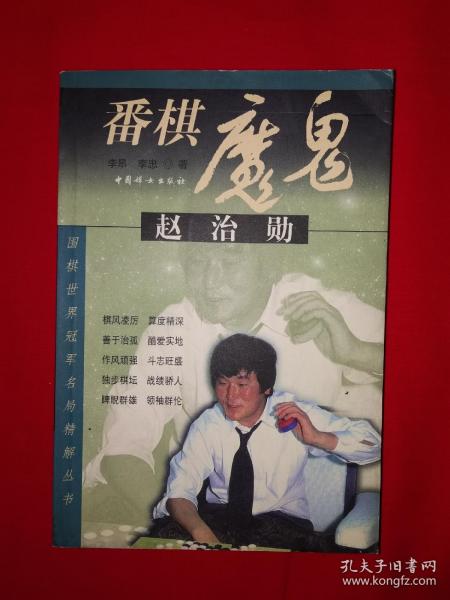 番棋魔鬼
李昂 李忠 ◎ 著
中国妇女出版社
赵治勋
围棋世界冠军名局精解丛书
棋风凌厉 算度精深
善于治孤 酷爱实地
作风顽强 斗志旺盛
独步棋坛 战绩骄人
睥睨群雄 领袖群伦
孔夫子旧书网
www.kongfz.com